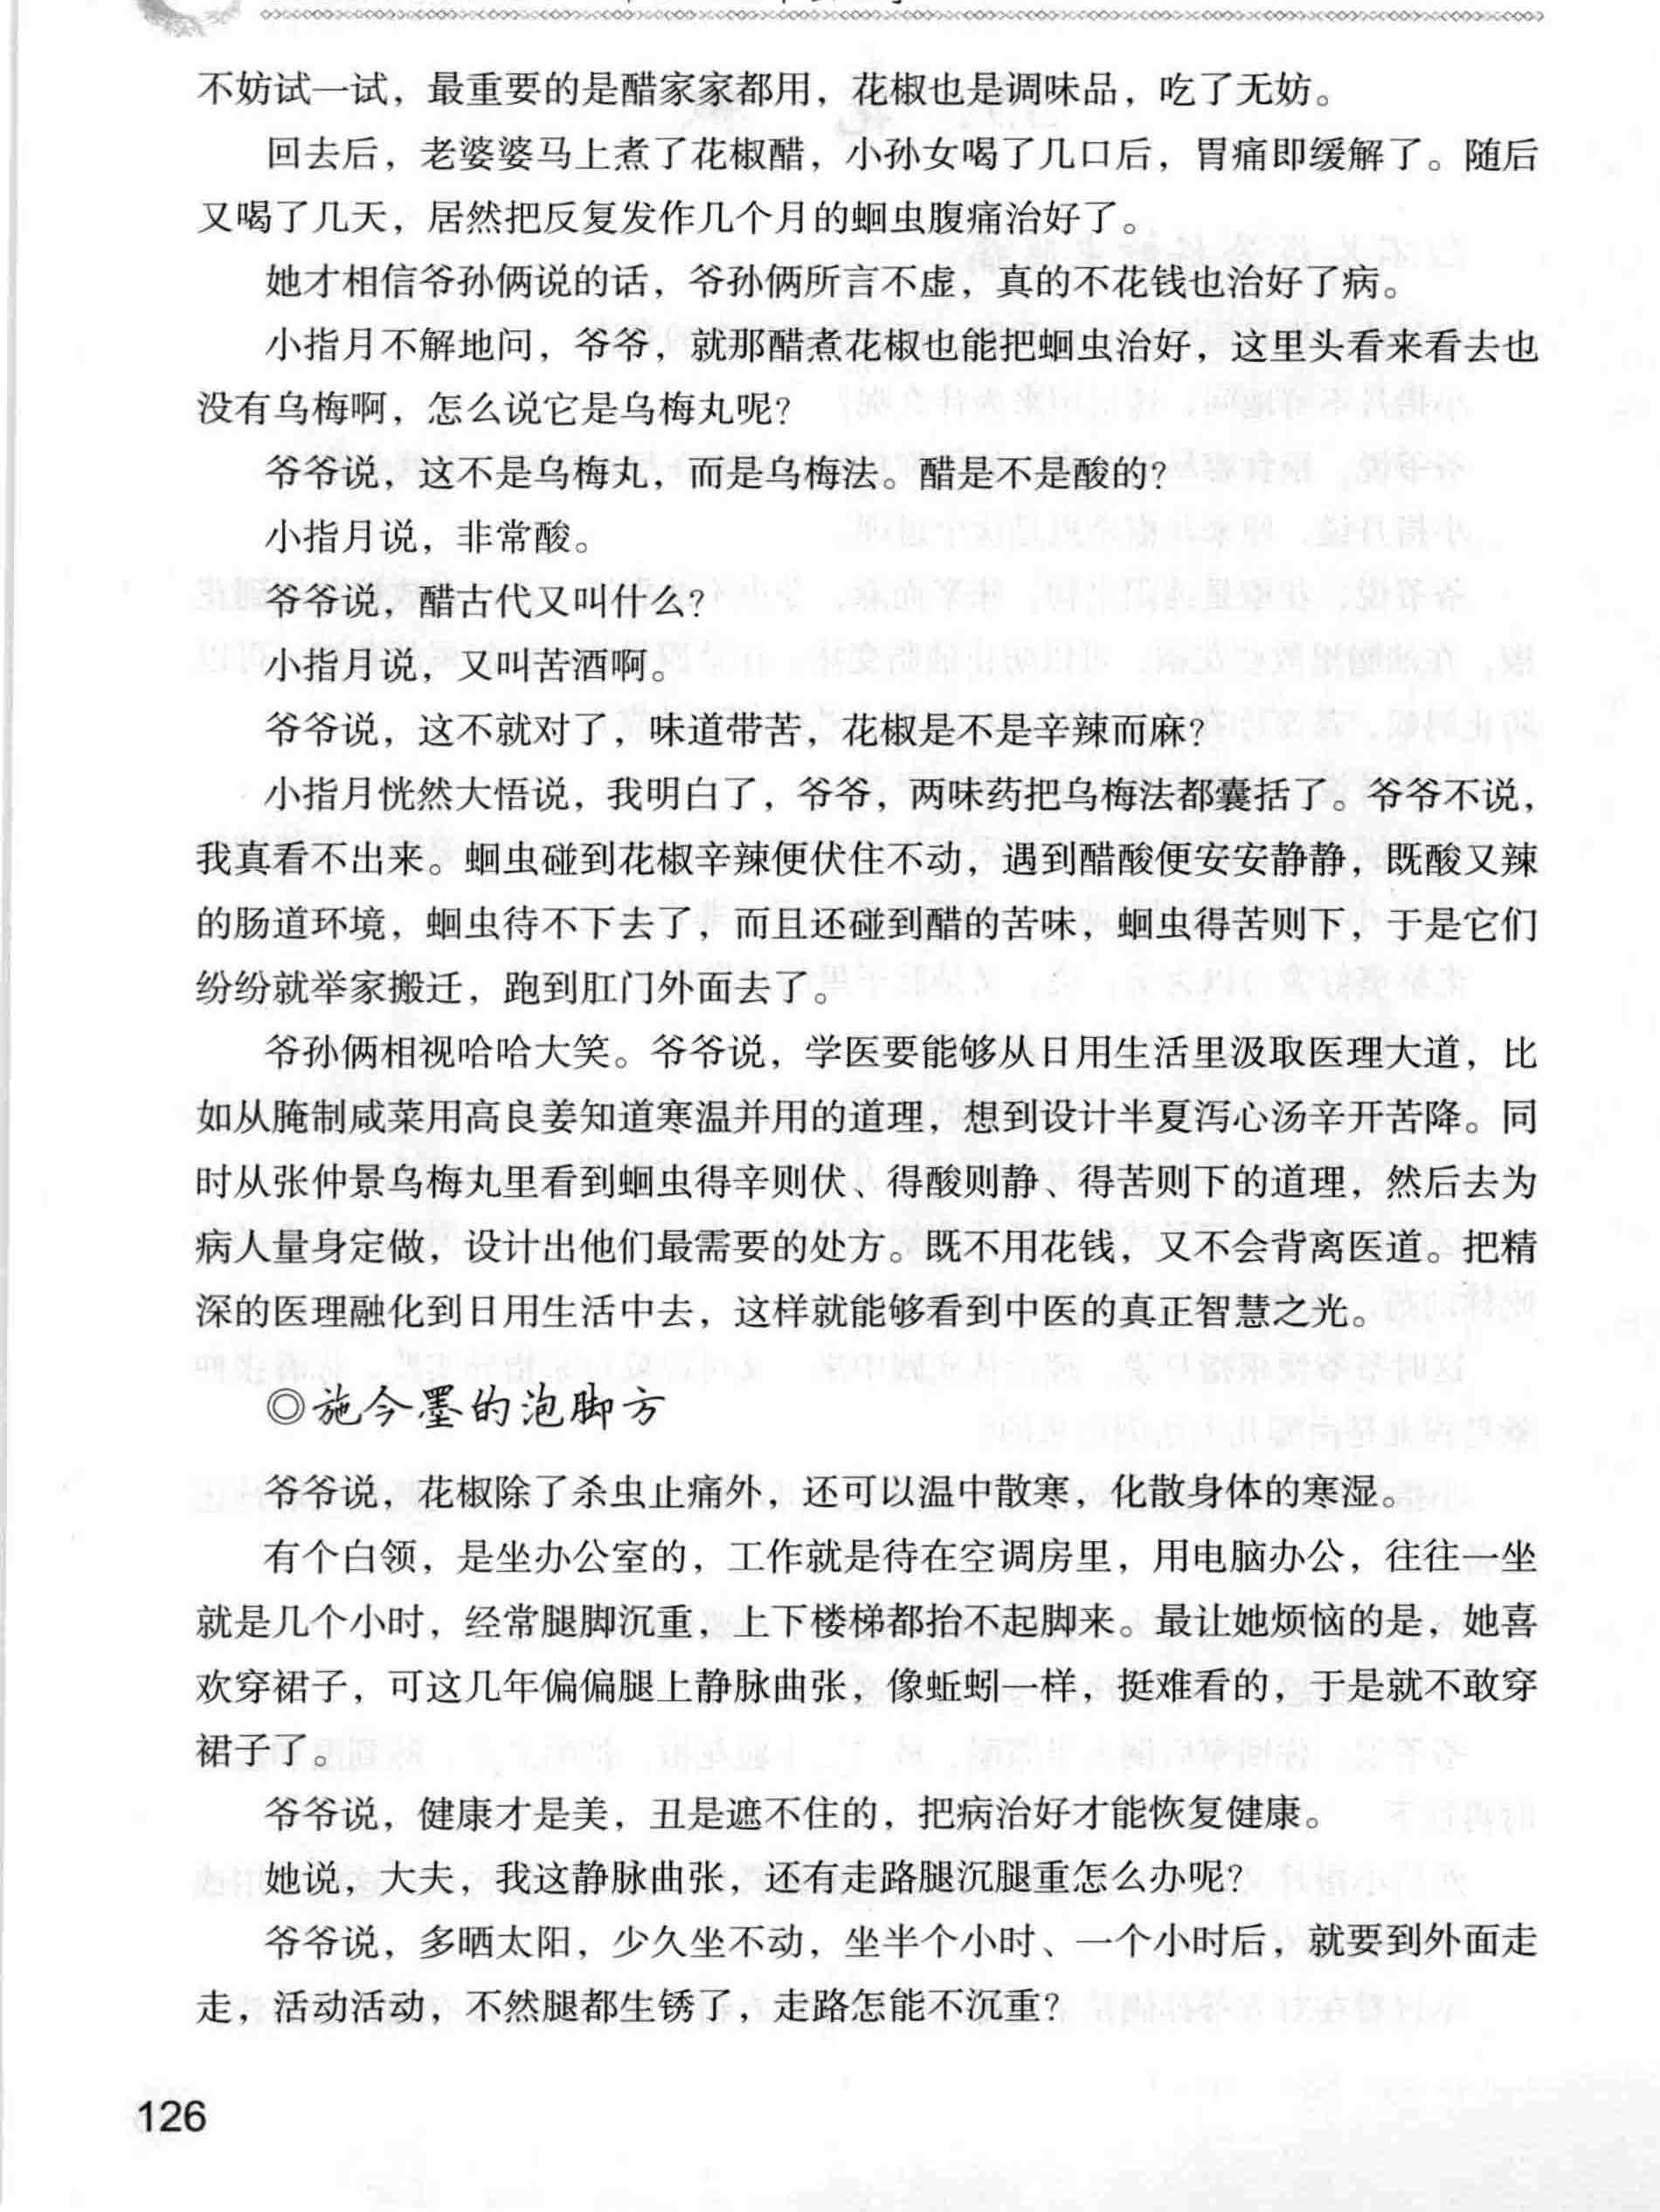 不妨试一试，最重要的是醋家家都用，花椒也是调味品，吃了无妨。
回去后，老婆婆马上煮了花椒醋，小孙女喝了几口后，胃痛即缓解了。随后
又喝了几天，居然把反复发作几个月的蛔虫腹痛治好了。
她才相信爷孙俩说的话，爷孙俩所言不虚，真的不花钱也治好了病。
小指月不解地问，爷爷，就那醋煮花椒也能把蛔虫治好，这里头看来看去也
没有乌梅啊，怎么说它是乌梅丸呢？
爷爷说，这不是乌梅丸，而是乌梅法。醋是不是酸的？
小指月说，非常酸。
爷爷说，醋古代又叫什么？
小指月说，又叫苦酒啊。
爷爷说，这不就对了，味道带苦，花椒是不是辛辣而麻？
小指月恍然大悟说，我明白了，爷爷，两味药把乌梅法都囊括了。爷爷不说，
我真看不出来。蛔虫碰到花椒辛辣便伏住不动，遇到醋酸便安安静静，既酸又辣
的肠道环境，蛔虫待不下去了，而且还碰到醋的苦味，蛔虫得苦则下，于是它们
纷纷就举家搬迁，跑到肛门外面去了。
爷孙俩相视哈哈大笑。爷爷说，学医要能够从日用生活里汲取医理大道，比
如从腌制咸菜用高良姜知道寒温并用的道理，想到设计半夏泻心汤辛开苦降。同
时从张仲景乌梅丸里看到蛔虫得辛则伏、得酸则静、得苦则下的道理，然后去为
病人量身定做，设计出他们最需要的处方。既不用花钱，又不会背离医道。把精
深的医理融化到日用生活中去，这样就能够看到中医的真正智慧之光。
◎施今墨的泡脚方
爷爷说，花椒除了杀虫止痛外，还可以温中散寒，化散身体的寒湿。
有个白领，是坐办公室的，工作就是待在空调房里，用电脑办公，往往一坐
就是几个小时，经常腿脚沉重，上下楼梯都抬不起脚来。最让她烦恼的是，她喜
欢穿裙子，可这几年偏偏腿上静脉曲张，像蚯蚓一样，挺难看的，于是就不敢穿
裙子了。
爷爷说，健康才是美，丑是遮不住的，把病治好才能恢复健康。
她说，大夫，我这静脉曲张，还有走路腿沉腿重怎么办呢？
爷爷说，多晒太阳，少久坐不动，坐半个小时、一个小时后，就要到外面走
走，活动活动，不然腿都生锈了，走路怎能不沉重？
126